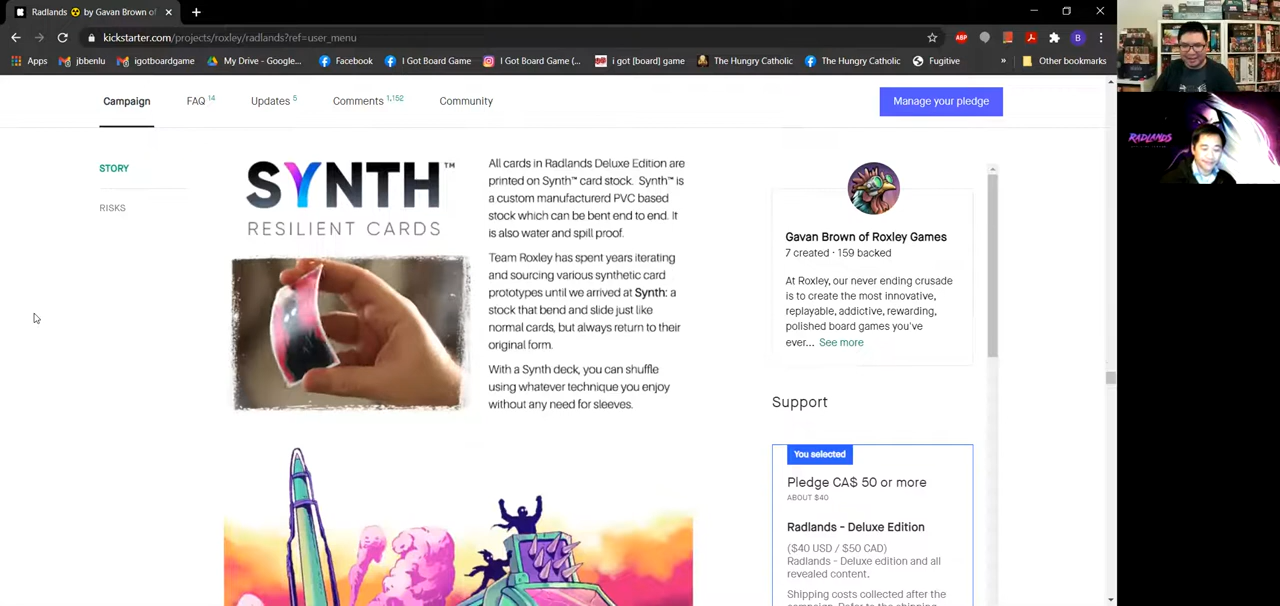 Radlands ☢ by Gavan Brown of
kickstarter.com/projects/roxley/radlands?ref=user_menu
ABP
B
Apps
jbbenlu
igotboardgame
My Drive - Google...
Facebook
I Got Board Game
I Got Board Game (...
i got [board] game
The Hungry Catholic
The Hungry Catholic
Fugitive
»
Other bookmarks
Campaign
FAQ 14
Updates 5
Comments 1,152
Community
Manage your pledge
STORY
RISKS
SYNTH™
RESILIENT CARDS
All cards in Radlands Deluxe Edition are
printed on Synth™ card stock. Synth™ is
a custom manufacturerd PVC based
stock which can be bent end to end. It
is also water and spill proof.
Team Roxley has spent years iterating
and sourcing various synthetic card
prototypes until we arrived at Synth: a
stock that bend and slide just like
normal cards, but always return to their
original form.
With a Synth deck, you can shuffle
using whatever technique you enjoy
without any need for sleeves.
Gavan Brown of Roxley Games
7 created · 159 backed
At Roxley, our never ending crusade
is to create the most innovative,
replayable, addictive, rewarding,
polished board games you've
ever... See more
Support
You selected
Pledge CA$ 50 or more
ABOUT $40
Radlands - Deluxe Edition
($40 USD / $50 CAD)
Radlands - Deluxe edition and all
revealed content.
Shipping costs collected after the
campaign. Refer to the shipping
RADLANDS